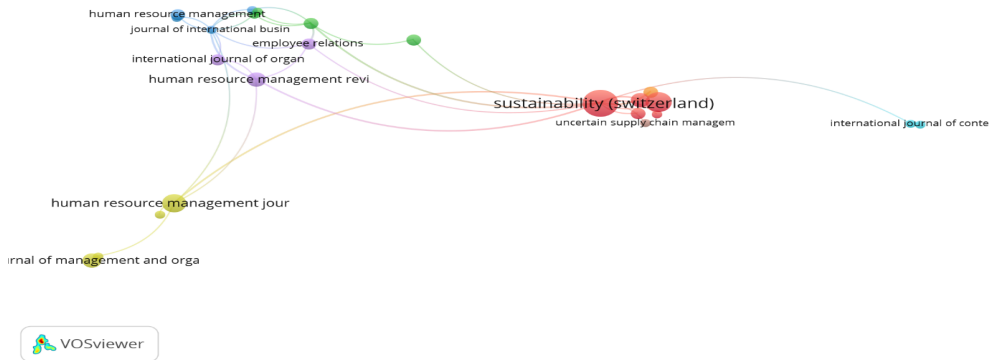 human resource management
journal of international busin
employee relations
international journal of organ
human resource management revi
sustainability (switzerland)
uncertain supply chain managem
international journal of conte
human resource management jour
rnal of management and orga
VOSviewer